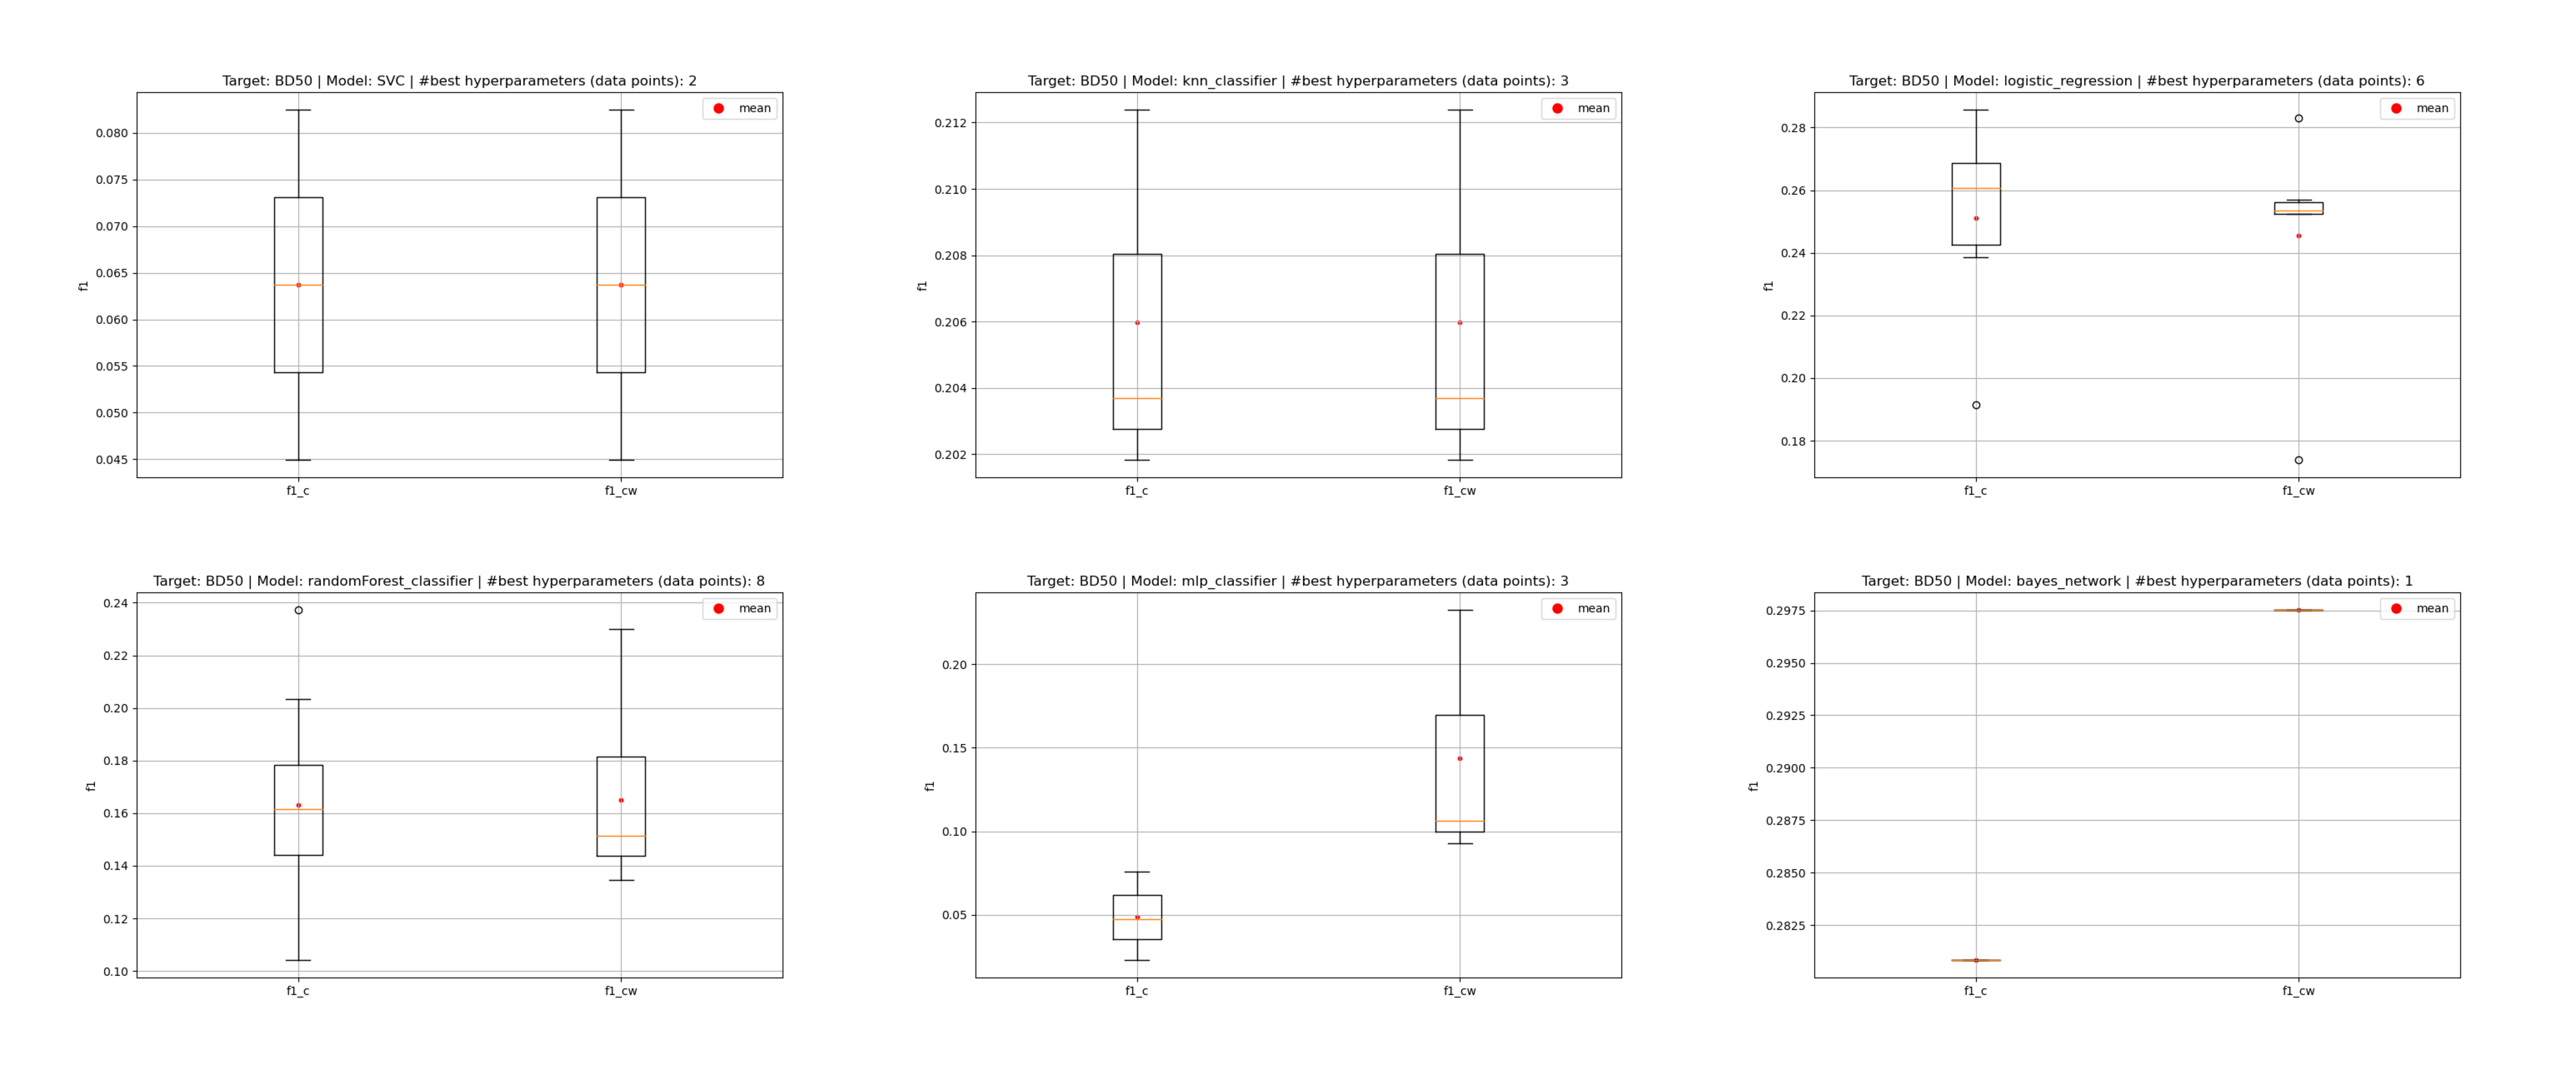 Target: BD50 | Model: SVC | #best hyperparameters (data points): 2
mean
0.080
0.075
0.070
0.065
0.060
0.055
0.050
0.045
f1
f1_c
f1_cw
Target: BD50 | Model: knn_classifier | #best hyperparameters (data points): 3
mean
0.212
0.210
0.208
0.206
0.204
0.202
f1
f1_c
f1_cw
Target: BD50 | Model: logistic_regression | #best hyperparameters (data points): 6
mean
0.28
0.26
0.24
0.22
0.20
0.18
f1
f1_c
f1_cw
Target: BD50 | Model: randomForest_classifier | #best hyperparameters (data points): 8
mean
0.24
0.22
0.20
0.18
0.16
0.14
0.12
0.10
f1
f1_c
f1_cw
Target: BD50 | Model: mlp_classifier | #best hyperparameters (data points): 3
mean
0.20
0.15
0.10
0.05
f1
f1_c
f1_cw
Target: BD50 | Model: bayes_network | #best hyperparameters (data points): 1
mean
0.2975
0.2950
0.2925
0.2900
0.2875
0.2850
0.2825
f1
f1_c
f1_cw